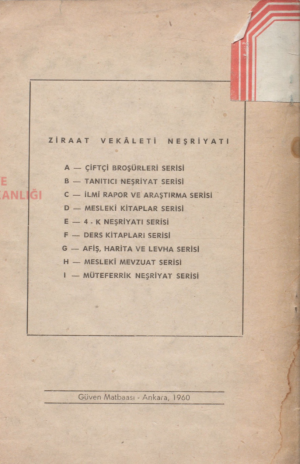 ZİRAAT VEKÂLETİ NEŞRİYATI
A — ÇİFTÇİ BROŞÜRLERİ SERİSİ
B — TANITICI NEŞRİYAT SERİSİ
C — İLMİ RAPOR VE ARAŞTIRMA SERİSİ
D — MESLEKİ KİTAPLAR SERİSİ
E — 4 - K NEŞRİYATI SERİSİ
F — DERS KİTAPLARI SERİSİ
G — AFİŞ, HARİTA VE LEVHA SERİSİ
H — MESLEKİ MEVZUAT SERİSİ
I — MÜTEFERRİK NEŞRİYAT SERİSİ
E
ANLIĞI
Güven Matbaası - Ankara, 1960